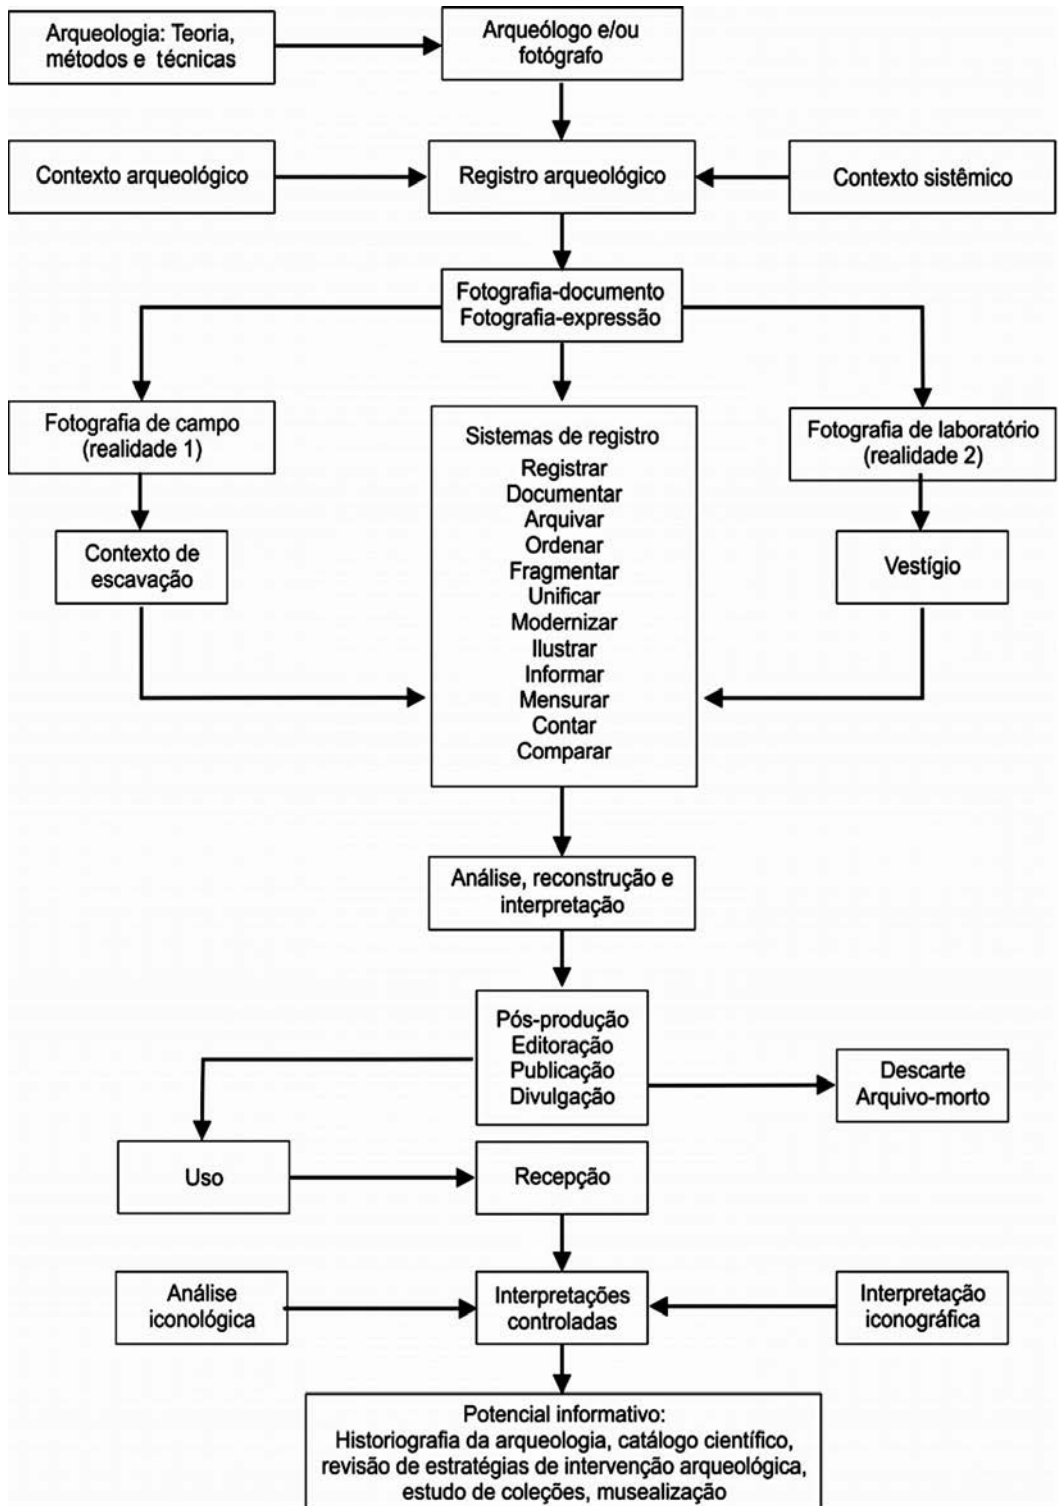 Arqueologia: Teoria,
métodos e técnicas
Arqueólogo e/ou
fotógrafo
Contexto arqueológico
Registro arqueológico
Contexto sistêmico
Fotografia-documento
Fotografia-expressão
Fotografia de campo
(realidade 1)
Sistemas de registro
Registrar
Documentar
Arquivar
Ordenar
Fragmentar
Unificar
Modernizar
Ilustrar
Informar
Mensurar
Contar
Comparar
Fotografia de laboratório
(realidade 2)
Contexto de
escavação
Vestígio
Análise, reconstrução e
interpretação
Pós-produção
Editoração
Publicação
Divulgação
Descarte
Arquivo-morto
Uso
Recepção
Análise
iconológica
Interpretações
controladas
Interpretação
iconográfica
Potencial informativo:
Historiografia da arqueologia, catálogo científico,
revisão de estratégias de intervenção arqueológica,
estudo de coleções, musealização